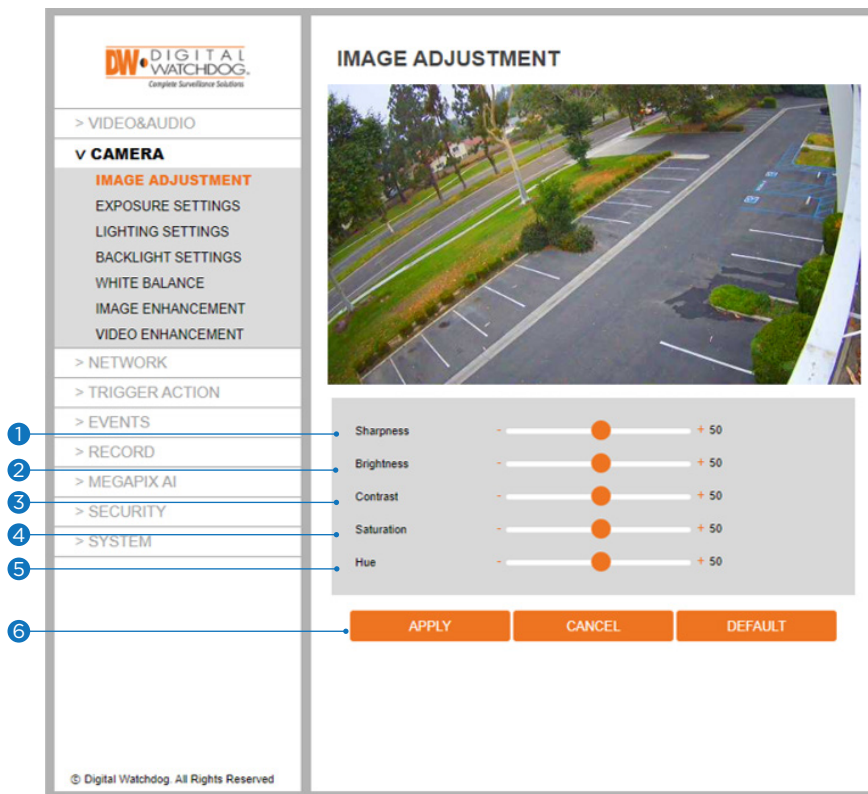 DW DIGITAL
WATCHDOG®
Complete Surveillance Solutions
> VIDEO&AUDIO
v CAMERA
IMAGE ADJUSTMENT
EXPOSURE SETTINGS
LIGHTING SETTINGS
BACKLIGHT SETTINGS
WHITE BALANCE
IMAGE ENHANCEMENT
VIDEO ENHANCEMENT
> NETWORK
> TRIGGER ACTION
> EVENTS
> RECORD
> MEGAPIX AI
> SECURITY
> SYSTEM
© Digital Watchdog. All Rights Reserved
IMAGE ADJUSTMENT
1 Sharpness - + 50
2 Brightness - + 50
3 Contrast - + 50
4 Saturation - + 50
5 Hue - + 50
6 APPLY CANCEL DEFAULT